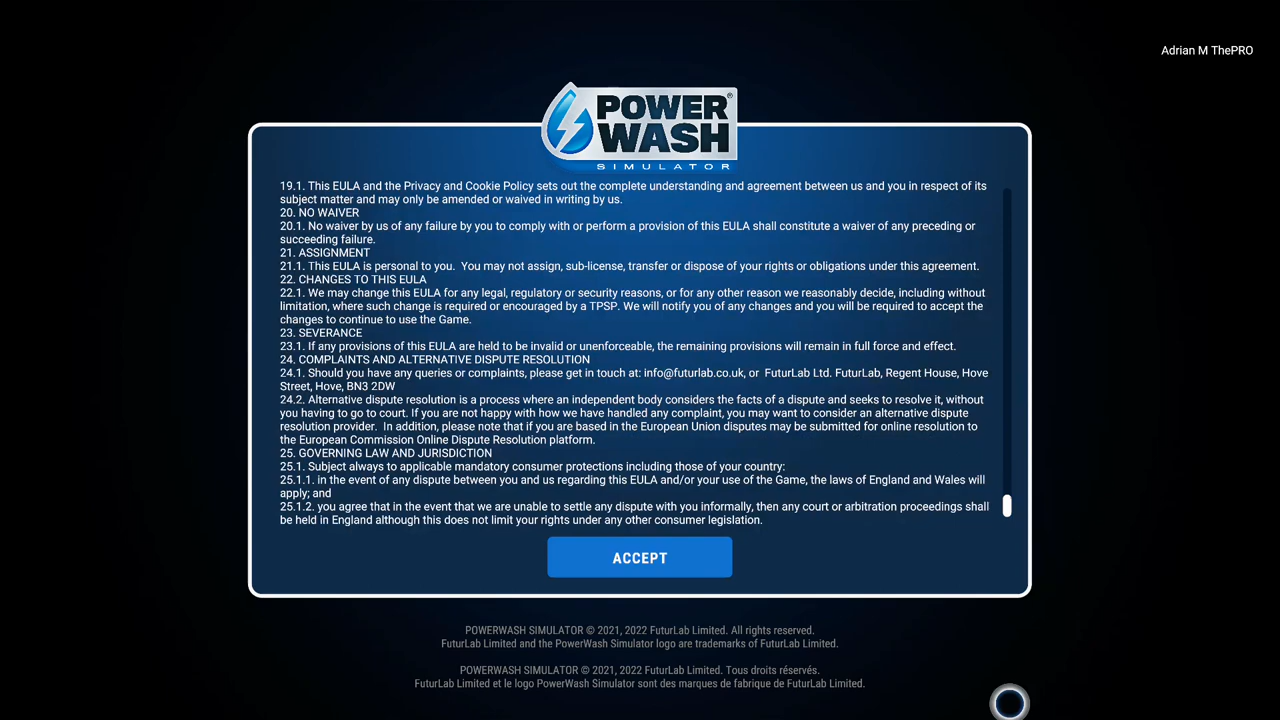 Adrian M ThePRO
POWER®
WASH
SIMULATOR
19.1. This EULA and the Privacy and Cookie Policy sets out the complete understanding and agreement between us and you in respect of its
subject matter and may only be amended or waived in writing by us.
20. NO WAIVER
20.1. No waiver by us of any failure by you to comply with or perform a provision of this EULA shall constitute a waiver of any preceding or
succeeding failure.
21. ASSIGNMENT
21.1. This EULA is personal to you.  You may not assign, sub-license, transfer or dispose of your rights or obligations under this agreement.
22. CHANGES TO THIS EULA
22.1. We may change this EULA for any legal, regulatory or security reasons, or for any other reason we reasonably decide, including without
limitation, where such change is required or encouraged by a TPSP. We will notify you of any changes and you will be required to accept the
changes to continue to use the Game.
23. SEVERANCE
23.1. If any provisions of this EULA are held to be invalid or unenforceable, the remaining provisions will remain in full force and effect.
24. COMPLAINTS AND ALTERNATIVE DISPUTE RESOLUTION
24.1. Should you have any queries or complaints, please get in touch at: info@futurlab.co.uk, or  FuturLab Ltd. FuturLab, Regent House, Hove
Street, Hove, BN3 2DW
24.2. Alternative dispute resolution is a process where an independent body considers the facts of a dispute and seeks to resolve it, without
you having to go to court. If you are not happy with how we have handled any complaint, you may want to consider an alternative dispute
resolution provider.  In addition, please note that if you are based in the European Union disputes may be submitted for online resolution to
the European Commission Online Dispute Resolution platform.
25. GOVERNING LAW AND JURISDICTION
25.1. Subject always to applicable mandatory consumer protections including those of your country:
25.1.1. in the event of any dispute between you and us regarding this EULA and/or your use of the Game, the laws of England and Wales will
apply; and
25.1.2. you agree that in the event that we are unable to settle any dispute with you informally, then any court or arbitration proceedings shall
be held in England although this does not limit your rights under any other consumer legislation.
ACCEPT
POWERWASH SIMULATOR © 2021, 2022 FuturLab Limited. All rights reserved.
FuturLab Limited and the PowerWash Simulator logo are trademarks of FuturLab Limited.
POWERWASH SIMULATOR © 2021, 2022 FuturLab Limited. Tous droits réservés.
FuturLab Limited et le logo PowerWash Simulator sont des marques de fabrique de FuturLab Limited.